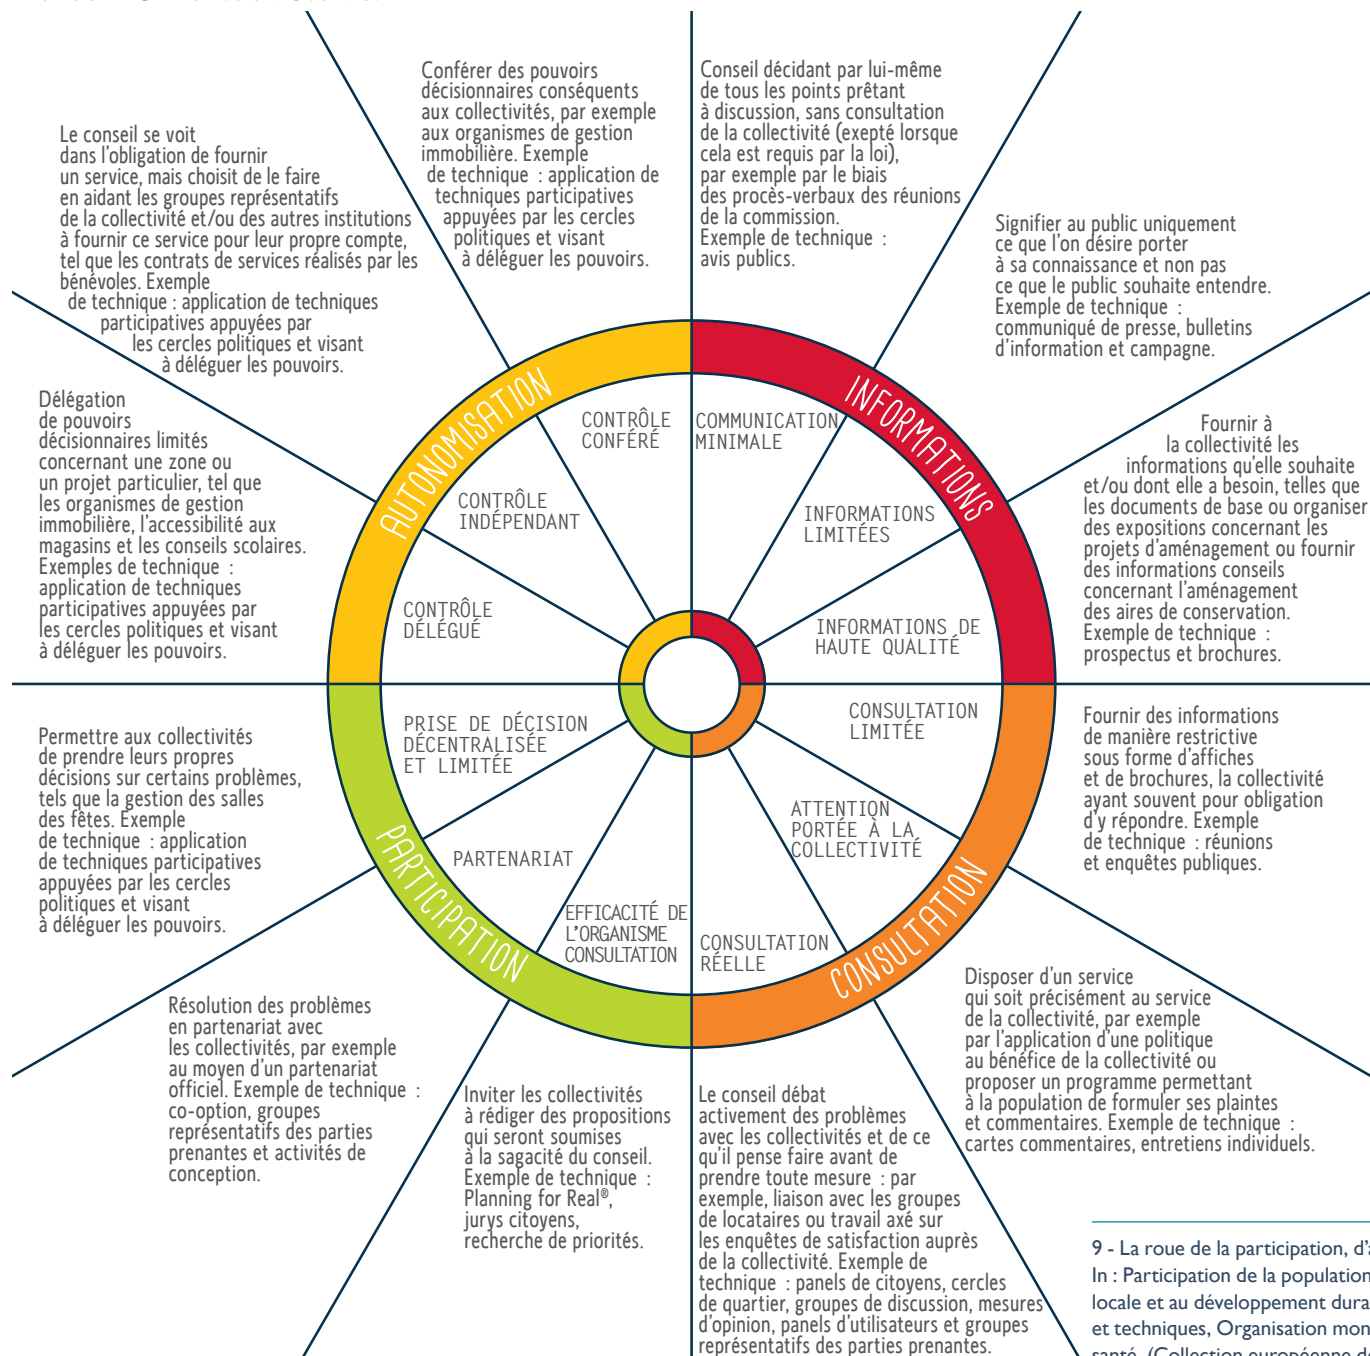 Conférer des pouvoirs
décisionnaires conséquents
aux collectivités, par exemple
aux organismes de gestion
immobilière. Exemple
de technique : application de
techniques participatives
appuyées par les cercles
politiques et visant
à déléguer les pouvoirs.
Conseil décidant par lui-même
de tous les points prêtant
à discussion, sans consultation
de la collectivité (exepté lorsque
cela est requis par la loi),
par exemple par le biais
des procès-verbaux des réunions
de la commission.
Exemple de technique :
avis publics.
Le conseil se voit
dans l'obligation de fournir
un service, mais choisit de le faire
en aidant les groupes représentatifs
de la collectivité et/ou des autres institutions
à fournir ce service pour leur propre compte,
tel que les contrats de services réalisés par les
bénévoles. Exemple
de technique : application de techniques
participatives appuyées par
les cercles politiques et visant
à déléguer les pouvoirs.
Signifier au public uniquement
ce que l'on désire porter
à sa connaissance et non pas
ce que le public souhaite entendre.
Exemple de technique :
communiqué de presse, bulletins
d'information et campagne.
Délégation
de pouvoirs
décisionnaires limités
concernant une zone ou
un projet particulier, tel que
les organismes de gestion
immobilière, l'accessibilité aux
magasins et les conseils scolaires.
Exemples de technique :
application de techniques
participatives appuyées par
les cercles politiques et visant
à déléguer les pouvoirs.
Fournir à
la collectivité les
informations qu'elle souhaite
et/ou dont elle a besoin, telles que
les documents de base ou organiser
des expositions concernant les
projets d'aménagement ou fournir
des informations conseils
concernant l'aménagement
des aires de conservation.
Exemple de technique :
prospectus et brochures.
AUTONOMISATION
INFORMATIONS
CONTRÔLE
CONFÉRÉ
COMMUNICATION
MINIMALE
CONTRÔLE
INDÉPENDANT
INFORMATIONS
LIMITÉES
CONTRÔLE
DÉLÉGUÉ
INFORMATIONS DE
HAUTE QUALITÉ
PRISE DE DÉCISION
DÉCENTRALISÉE
ET LIMITÉE
CONSULTATION
LIMITÉE
PARTENARIAT
ATTENTION
PORTÉE À LA
COLLECTIVITÉ
EFFICACITÉ DE
L'ORGANISME
CONSULTATION
CONSULTATION
RÉELLE
PARTICIPATION
CONSULTATION
Permettre aux collectivités
de prendre leurs propres
décisions sur certains problèmes,
tels que la gestion des salles
des fêtes. Exemple
de technique : application
de techniques participatives
appuyées par les cercles
politiques et visant
à déléguer les pouvoirs.
Fournir des informations
de manière restrictive
sous forme d'affiches
et de brochures, la collectivité
ayant souvent pour obligation
d'y répondre. Exemple
de technique : réunions
et enquêtes publiques.
Résolution des problèmes
en partenariat avec
les collectivités, par exemple
au moyen d'un partenariat
officiel. Exemple de technique :
co-option, groupes
représentatifs des parties
prenantes et activités de
conception.
Inviter les collectivités
à rédiger des propositions
qui seront soumises
à la sagacité du conseil.
Exemple de technique :
Planning for Real®,
jurys citoyens,
recherche de priorités.
Le conseil débat
activement des problèmes
avec les collectivités et de ce
qu'il pense faire avant de
prendre toute mesure : par
exemple, liaison avec les groupes
de locataires ou travail axé sur
les enquêtes de satisfaction auprès
de la collectivité. Exemple de
technique : panels de citoyens, cercles
de quartier, groupes de discussion, mesures
d'opinion, panels d'utilisateurs et groupes
représentatifs des parties prenantes.
Disposer d'un service
qui soit précisément au service
de la collectivité, par exemple
par l'application d'une politique
au bénéfice de la collectivité ou
proposer un programme permettant
à la population de formuler ses plaintes
et commentaires. Exemple de technique :
cartes commentaires, entretiens individuels.
9 - La roue de la participation,
In : Participation de la population
locale et au développement
et techniques, Organisation
santé, (Collection européenne